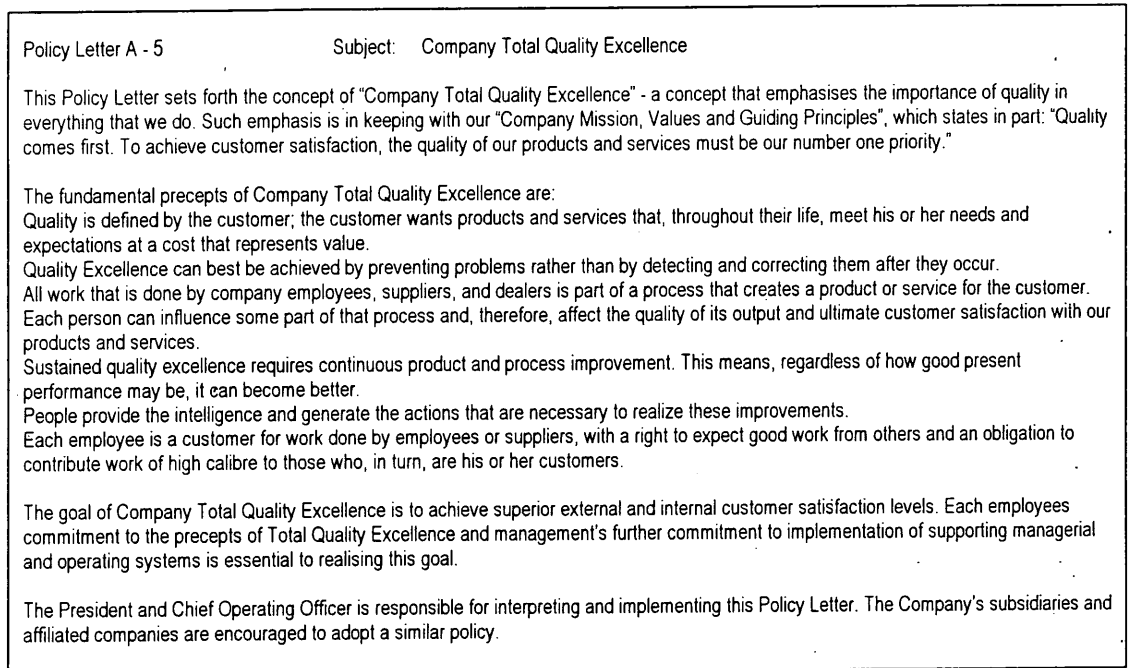 Policy Letter A - 5 Subject: Company Total Quality Excellence
This Policy Letter sets forth the concept of "Company Total Quality Excellence" - a concept that emphasises the importance of quality in
everything that we do. Such emphasis is in keeping with our "Company Mission, Values and Guiding Principles", which states in part: "Quality
comes first. To achieve customer satisfaction, the quality of our products and services must be our number one priority."
The fundamental precepts of Company Total Quality Excellence are:
Quality is defined by the customer; the customer wants products and services that, throughout their life, meet his or her needs and
expectations at a cost that represents value.
Quality Excellence can best be achieved by preventing problems rather than by detecting and correcting them after they occur.
All work that is done by company employees, suppliers, and dealers is part of a process that creates a product or service for the customer.
Each person can influence some part of that process and, therefore, affect the quality of its output and ultimate customer satisfaction with our
products and services.
Sustained quality excellence requires continuous product and process improvement. This means, regardless of how good present
performance may be, it can become better.
People provide the intelligence and generate the actions that are necessary to realize these improvements.
Each employee is a customer for work done by employees or suppliers, with a right to expect good work from others and an obligation to
contribute work of high calibre to those who, in turn, are his or her customers.
The goal of Company Total Quality Excellence is to achieve superior external and internal customer satisfaction levels. Each employees
commitment to the precepts of Total Quality Excellence and management's further commitment to implementation of supporting managerial
and operating systems is essential to realising this goal.
The President and Chief Operating Officer is responsible for interpreting and implementing this Policy Letter. The Company's subsidiaries and
affiliated companies are encouraged to adopt a similar policy.